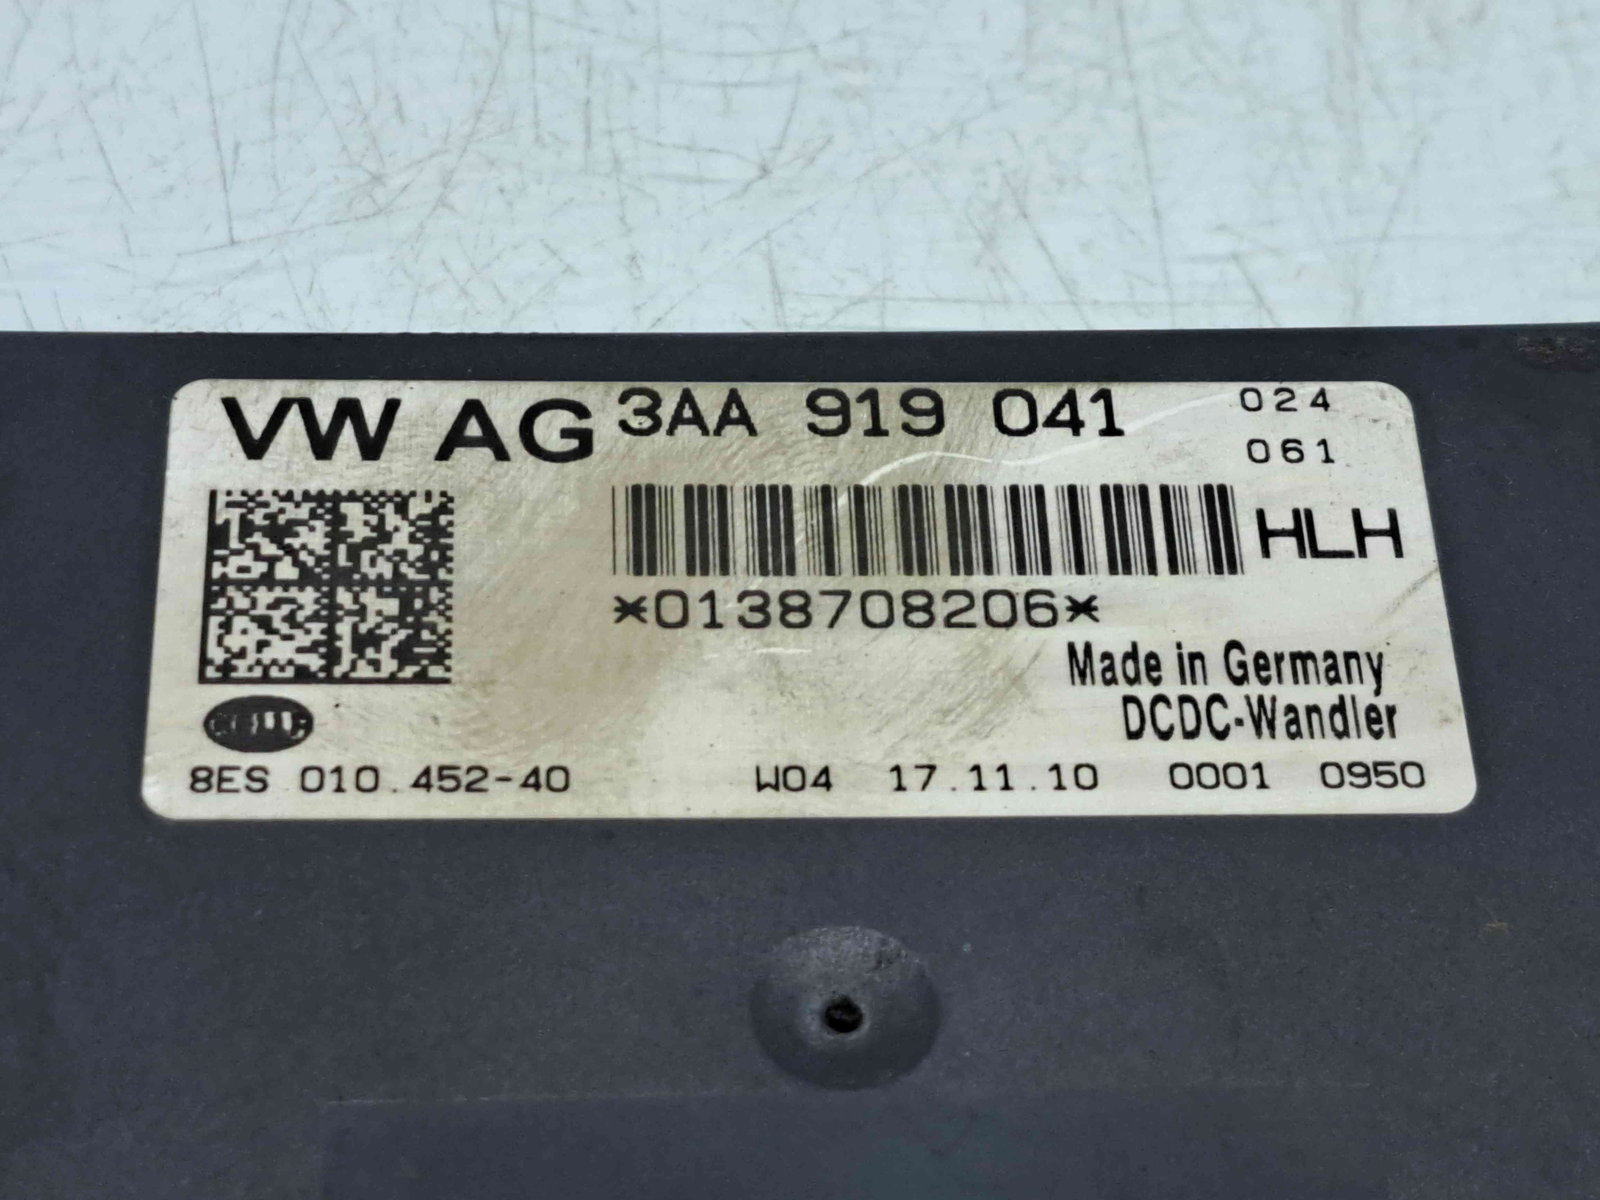 VW AG 3AA 919 041 024
061
HLH
*0138708206*
Made in Germany
DCDC-Wandler
HELLA
8ES 010.452-40 W04 17.11.10 0001 0950